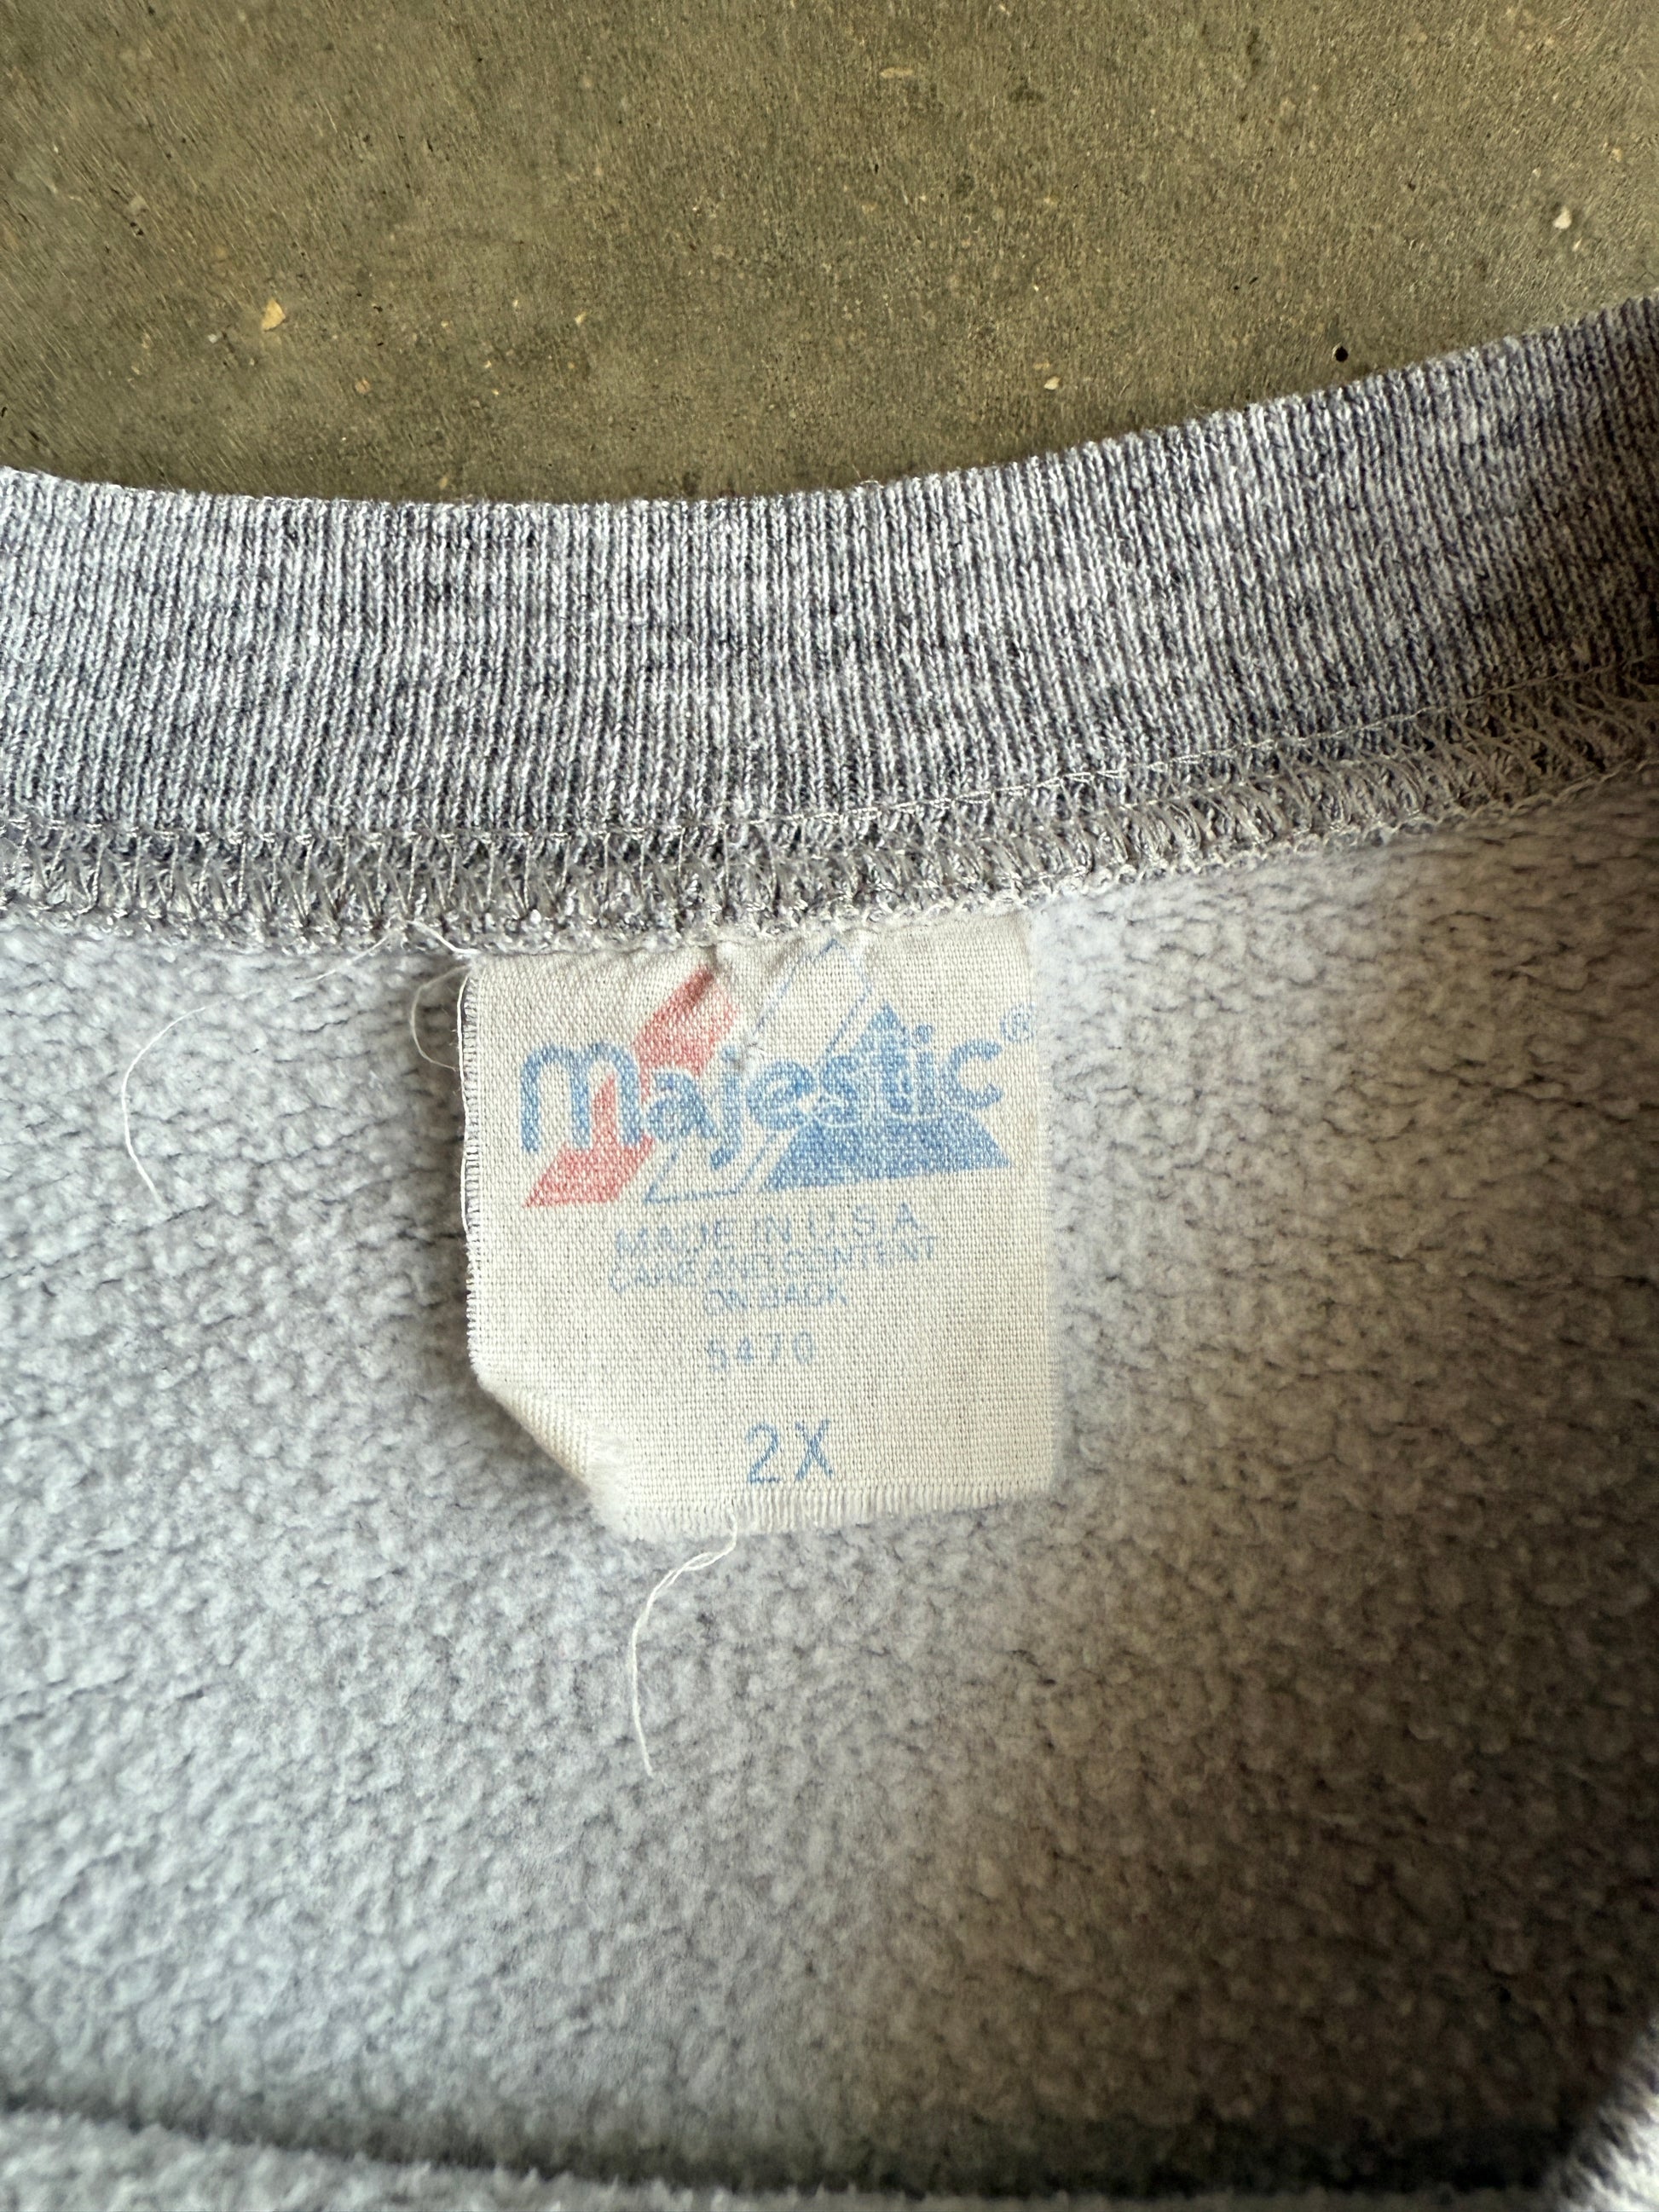 Majestic®
MADE IN U.S.A.
CARE AND CONTENT
ON BACK
5470
2X